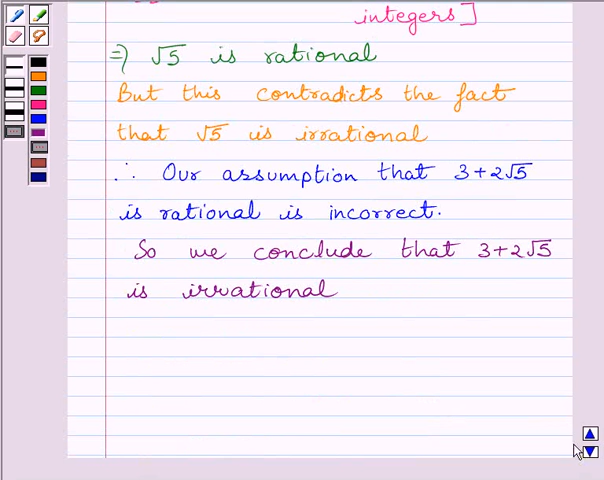 integers]
⇒ √5 is rational
But this contradicts the fact
that √5 is irrational
∴ Our assumption that 3+2√5
is rational is incorrect.
So we conclude that 3+2√5
is irrational